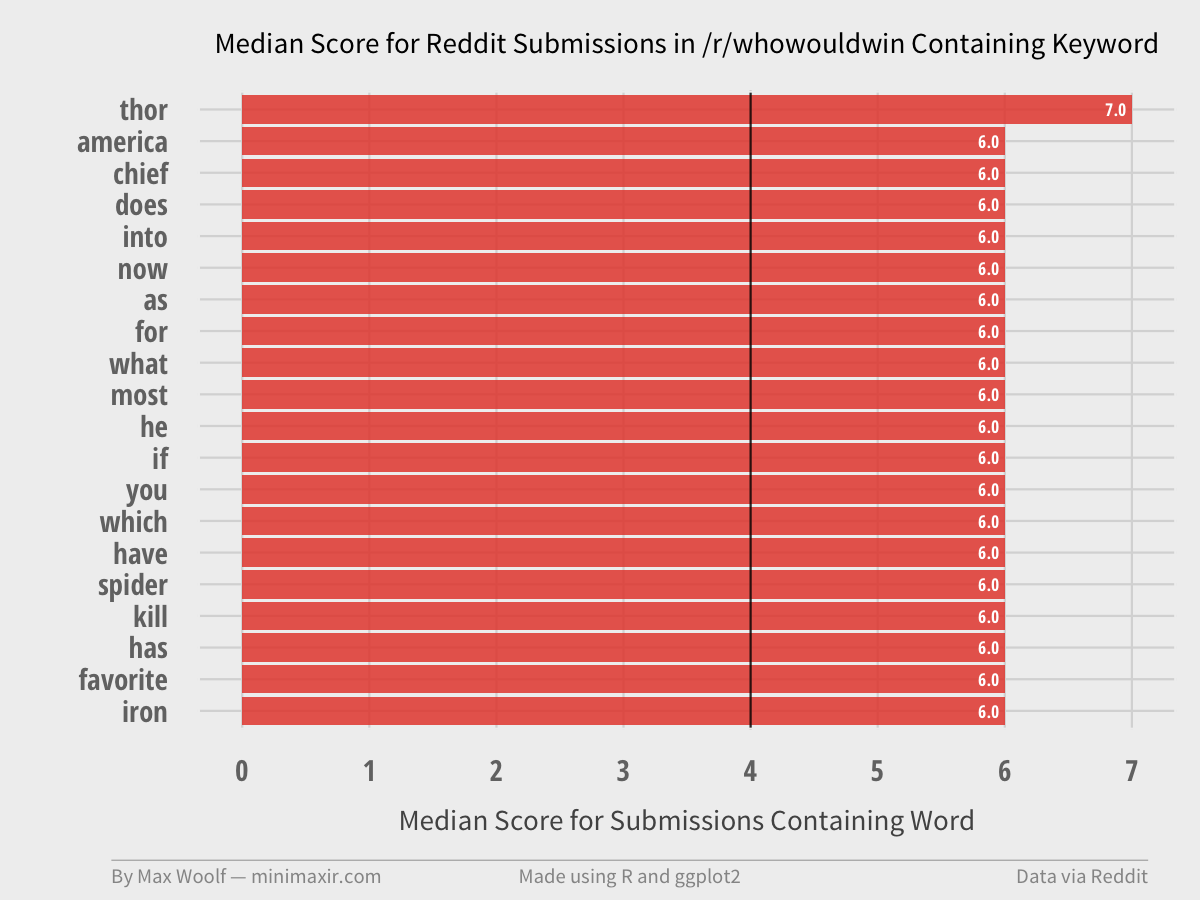 Median Score for Reddit Submissions in /r/whowouldwin Containing Keyword
thor 7.0
america 6.0
chief 6.0
does 6.0
into 6.0
now 6.0
as 6.0
for 6.0
what 6.0
most 6.0
he 6.0
if 6.0
you 6.0
which 6.0
have 6.0
spider 6.0
kill 6.0
has 6.0
favorite 6.0
iron 6.0
0 1 2 3 4 5 6 7
Median Score for Submissions Containing Word
By Max Woolf — minimaxir.com Made using R and ggplot2 Data via Reddit